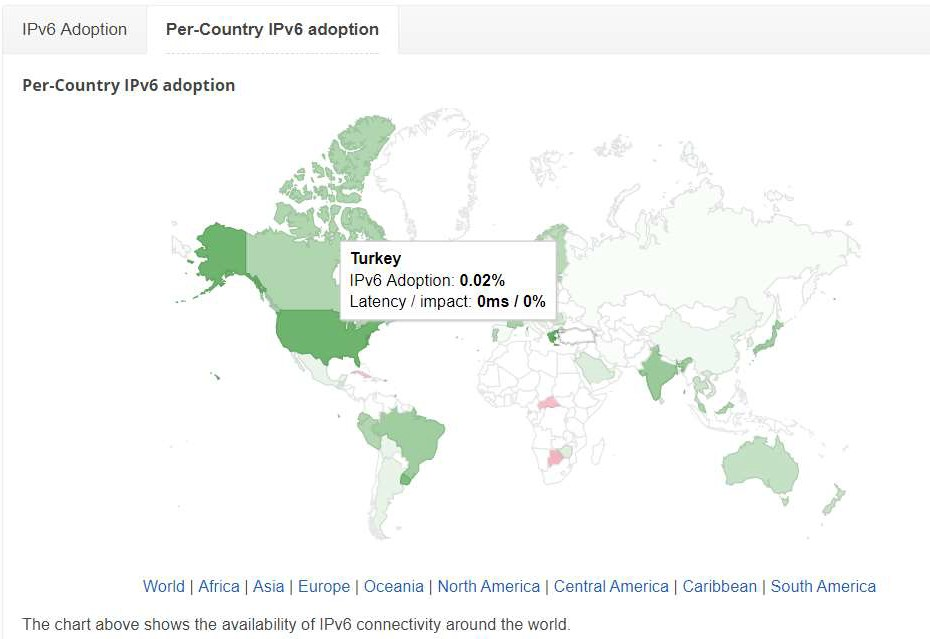 IPv6 Adoption
Per-Country IPv6 adoption
Per-Country IPv6 adoption
Turkey
IPv6 Adoption: 0.02%
Latency / impact: 0ms / 0%
World | Africa | Asia | Europe | Oceania | North America | Central America | Caribbean | South America
The chart above shows the availability of IPv6 connectivity around the world.